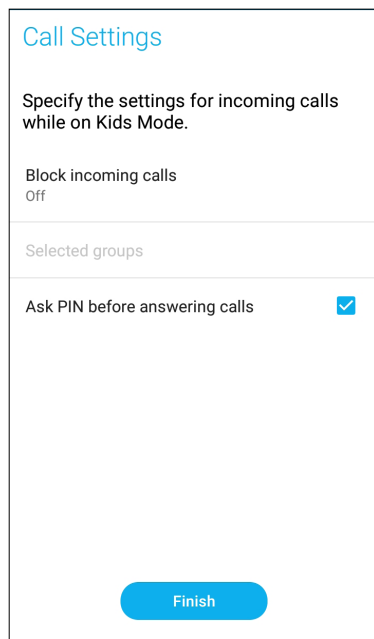 Call Settings
Specify the settings for incoming calls
while on Kids Mode.
Block incoming calls
Off
Selected groups
Ask PIN before answering calls
Finish